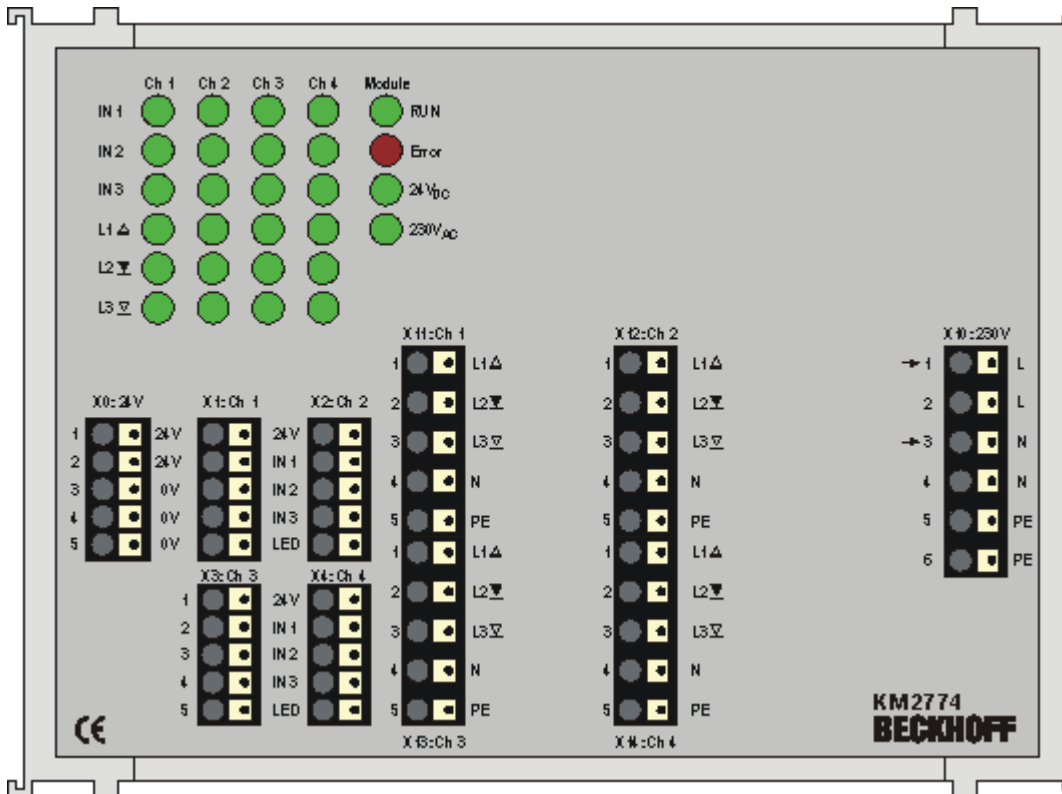 Ch 1 Ch 2 Ch 3 Ch 4 Module
IN 1 RUN
IN 2 Error
IN 3 24VDC
L1 △ 230VAC
L2 ▼
L3 ▽
X11:Ch 1 X12:Ch 2 X10:230V
1 L1 △ 1 L1 △ 1 L
2 L2 ▼ 2 L2 ▼ 2 L
3 L3 ▽ 3 L3 ▽ 3 N
4 N 4 N 4 N
5 PE 5 PE 5 PE
6 PE
X0:24V X1:Ch 1 X2:Ch 2
1 24V 24V
2 24V IN 1
3 0V IN 2
4 0V IN 3
5 0V LED
X3:Ch 3 X4:Ch 4
1 24V
2 IN 1
3 IN 2
4 IN 3
5 LED
1 L1 △ 1 L1 △
2 L2 ▼ 2 L2 ▼
3 L3 ▽ 3 L3 ▽
4 N 4 N
5 PE 5 PE
X13:Ch 3 X14:Ch 4
CE
KM2774
BECKHOFF